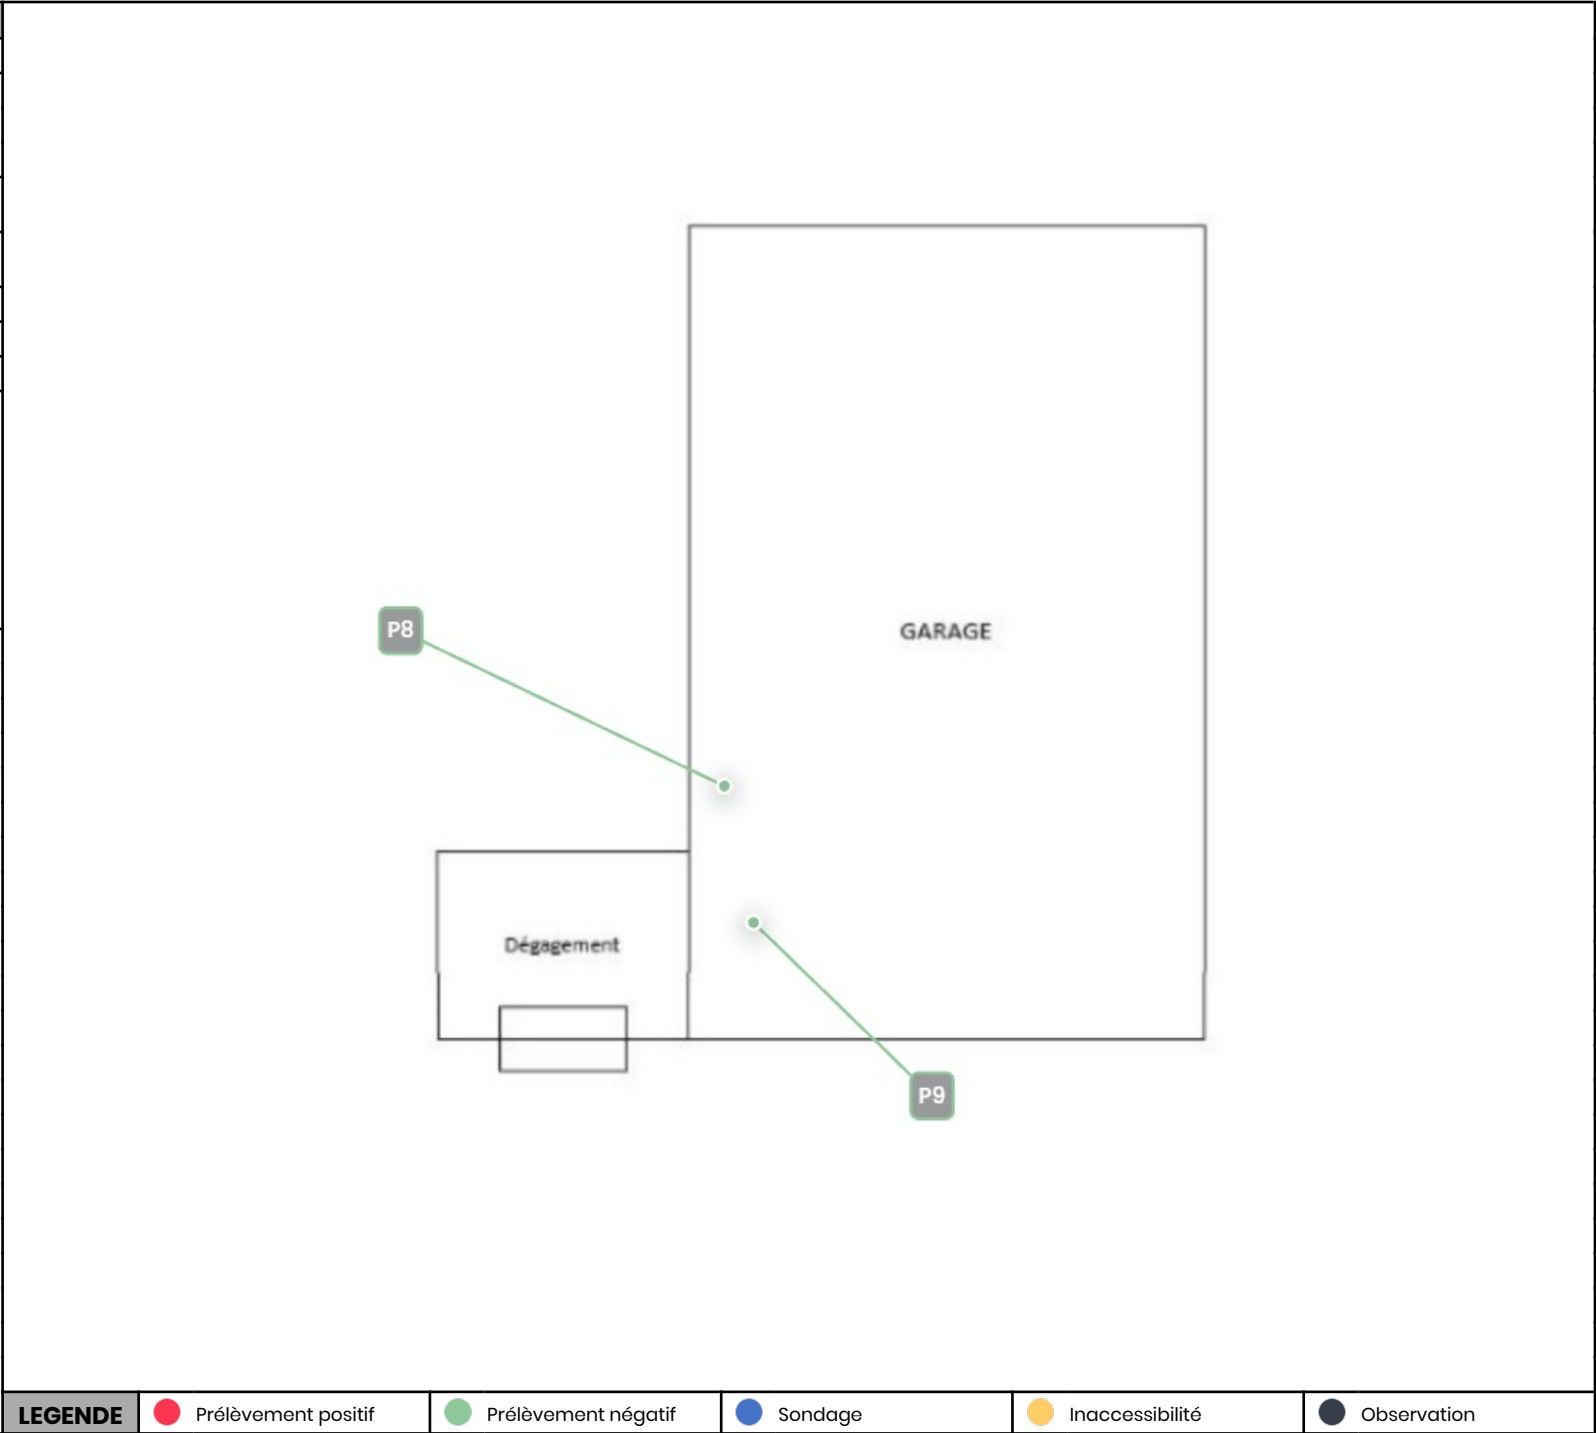 GARAGE
P8
Dégagement
P9
LEGENDE Prélèvement positif Prélèvement négatif Sondage Inaccessibilité Observation